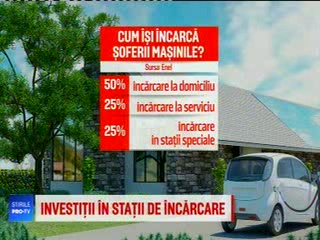 CUM ÎȘI ÎNCARCĂ
ȘOFERII MAȘINILE?
Sursa Enel
50% încărcare la domiciliu
25% încărcare la serviciu
25% încărcare
în stații speciale
ȘTIRILE
PRO•TV
INVESTIȚII ÎN STAȚII DE ÎNCĂRCARE